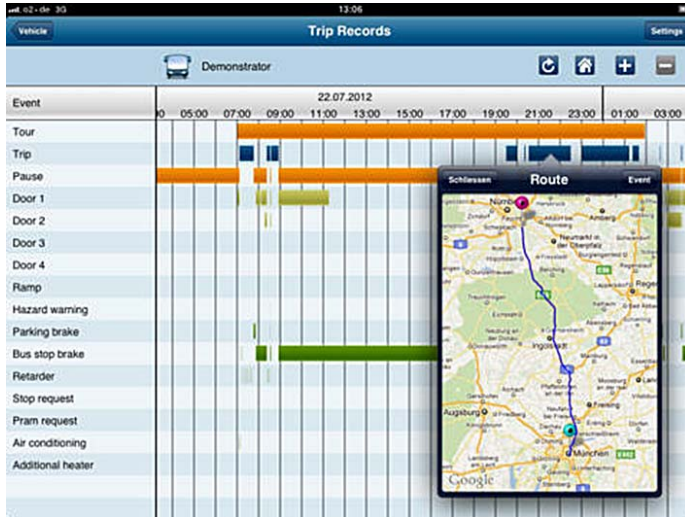 o2-de 3G 13:06
Vehicle Trip Records Settings
Demonstrator
Event 22.07.2012
05:00 07:00 09:00 11:00 13:00 15:00 17:00 19:00 21:00 23:00 01:00 03:00
Tour
Trip
Pause
Door 1
Door 2
Door 3
Door 4
Ramp
Hazard warning
Parking brake
Bus stop brake
Retarder
Stop request
Pram request
Air conditioning
Additional heater
Schliessen Route Event
Amberg
Neumarkt in
der Oberpfalz
Ingolstadt
Augsburg
Freising
Dachau
München
Google